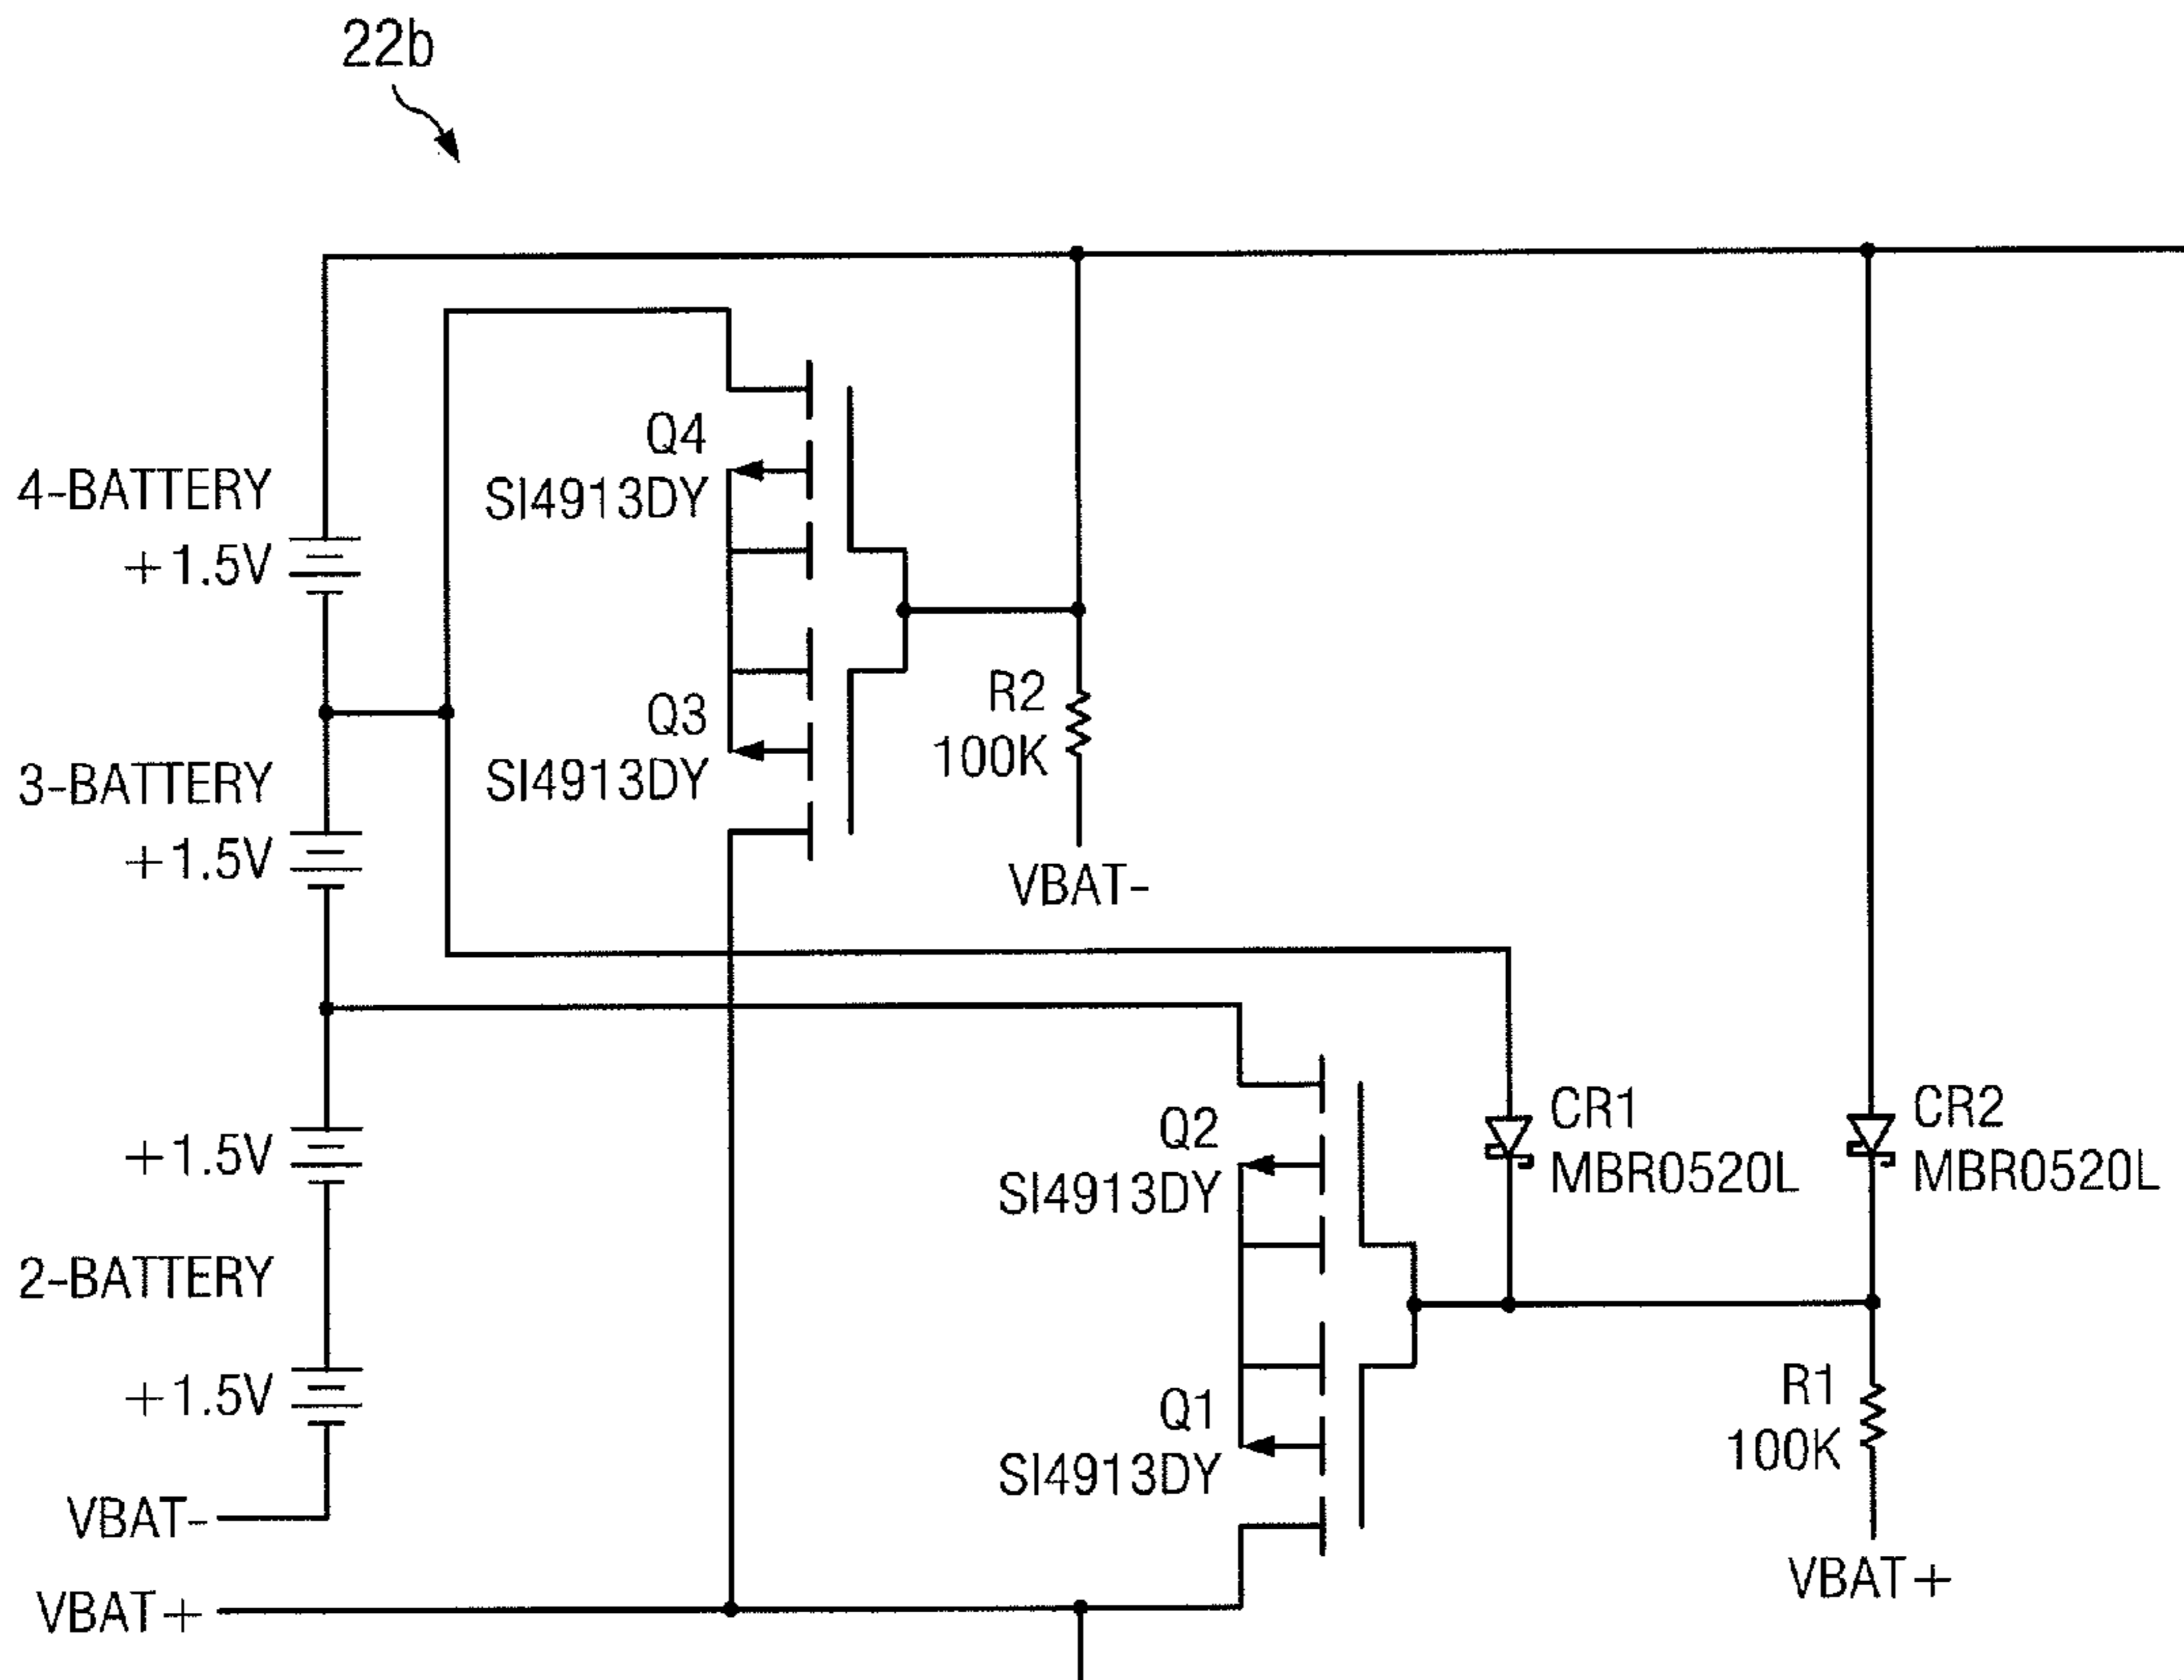 22b
4-BATTERY
+1.5V
Q4
SI4913DY
Q3
SI4913DY
R2
100K
VBAT-
3-BATTERY
+1.5V
+1.5V
2-BATTERY
+1.5V
Q2
SI4913DY
Q1
SI4913DY
CR1
MBR0520L
CR2
MBR0520L
R1
100K
VBAT+
VBAT-
VBAT+